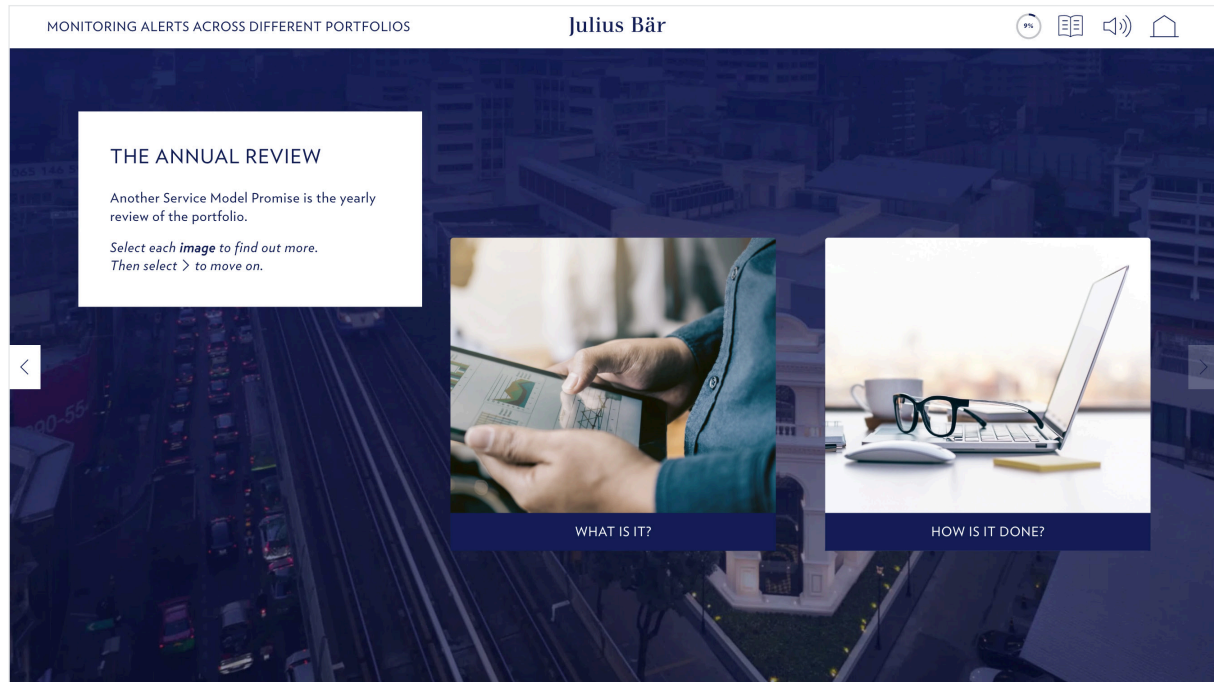 MONITORING ALERTS ACROSS DIFFERENT PORTFOLIOS
Julius Bär
9%
THE ANNUAL REVIEW
Another Service Model Promise is the yearly
review of the portfolio.
Select each image to find out more.
Then select > to move on.
WHAT IS IT?
HOW IS IT DONE?